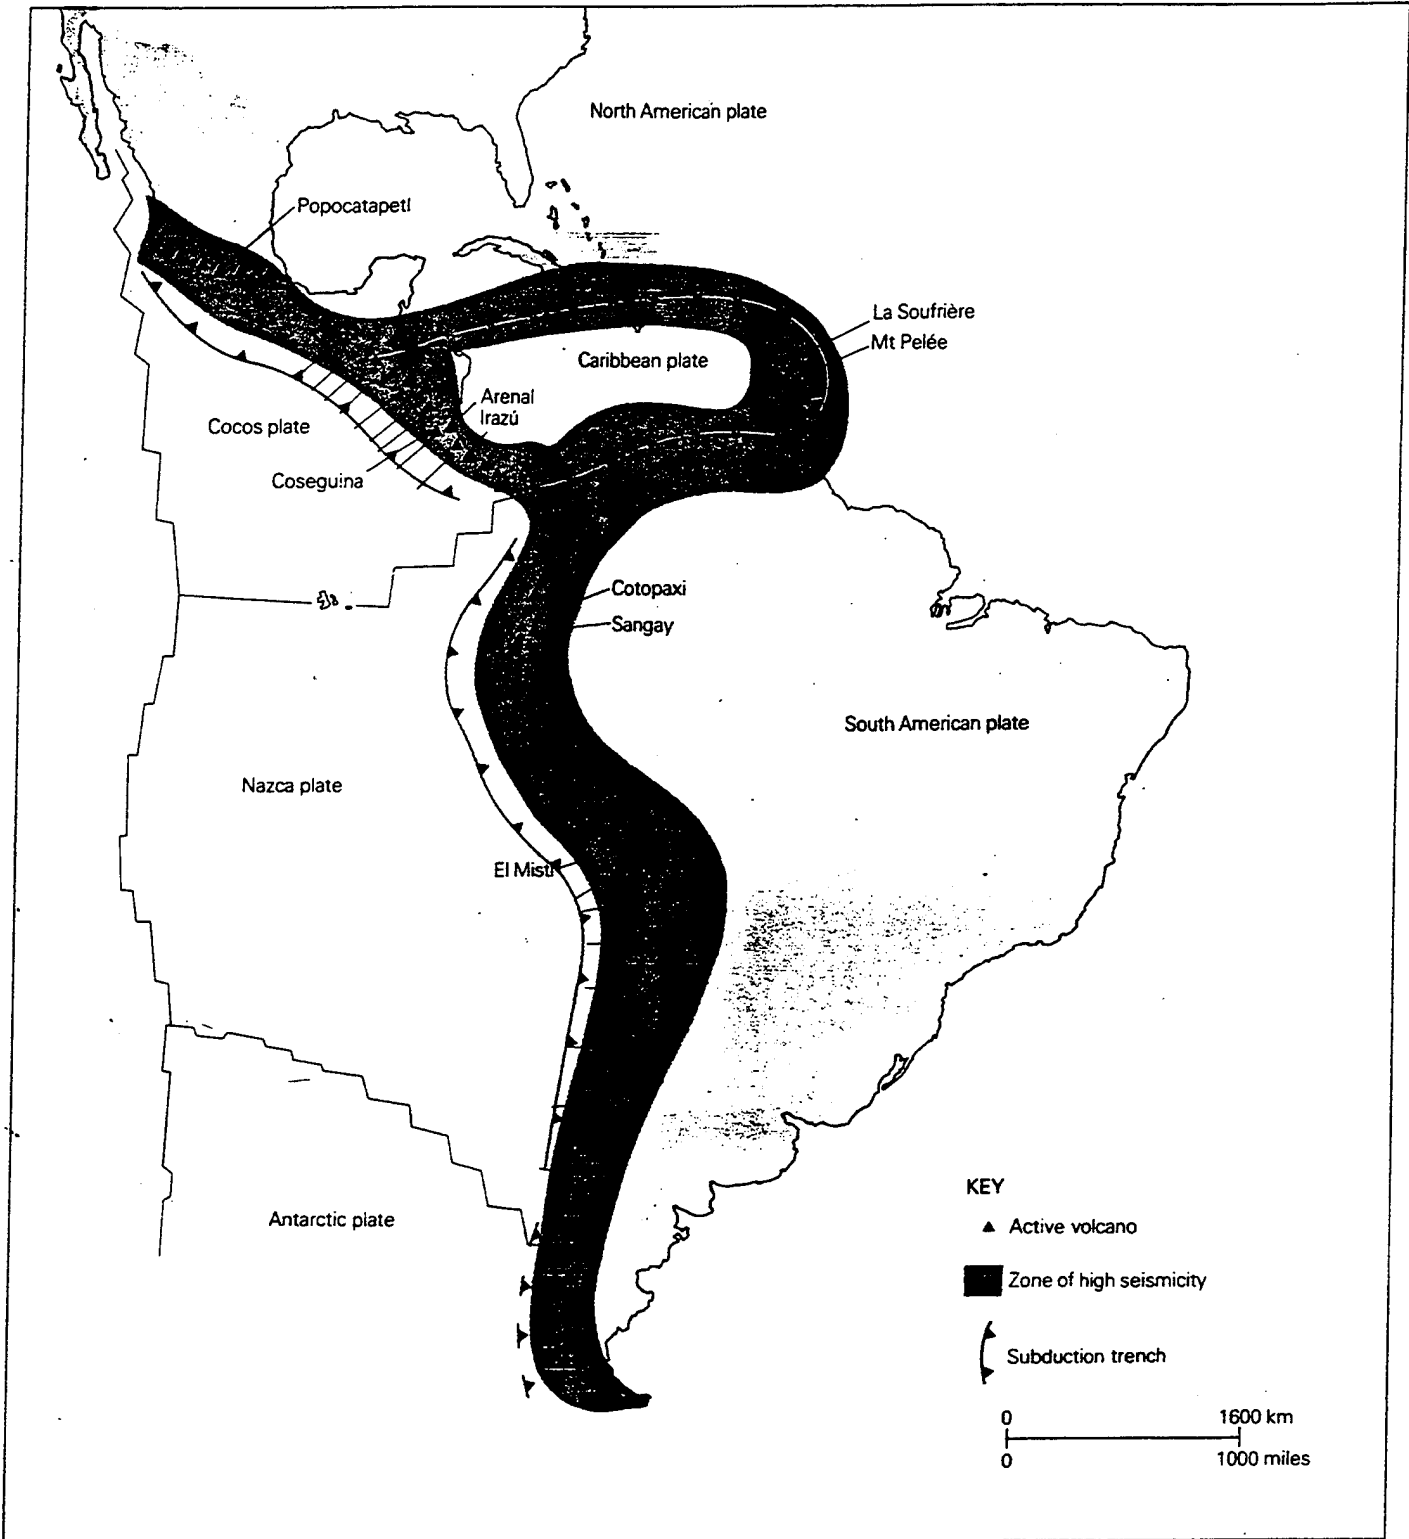 North American plate
Popocatapetl
La Soufrière
Mt Pelée
Caribbean plate
Arenal
Irazú
Cocos plate
Coseguina
Cotopaxi
Sangay
South American plate
Nazca plate
El Misti
Antarctic plate
KEY
Active volcano
Zone of high seismicity
Subduction trench
0 1600 km
0 1000 miles